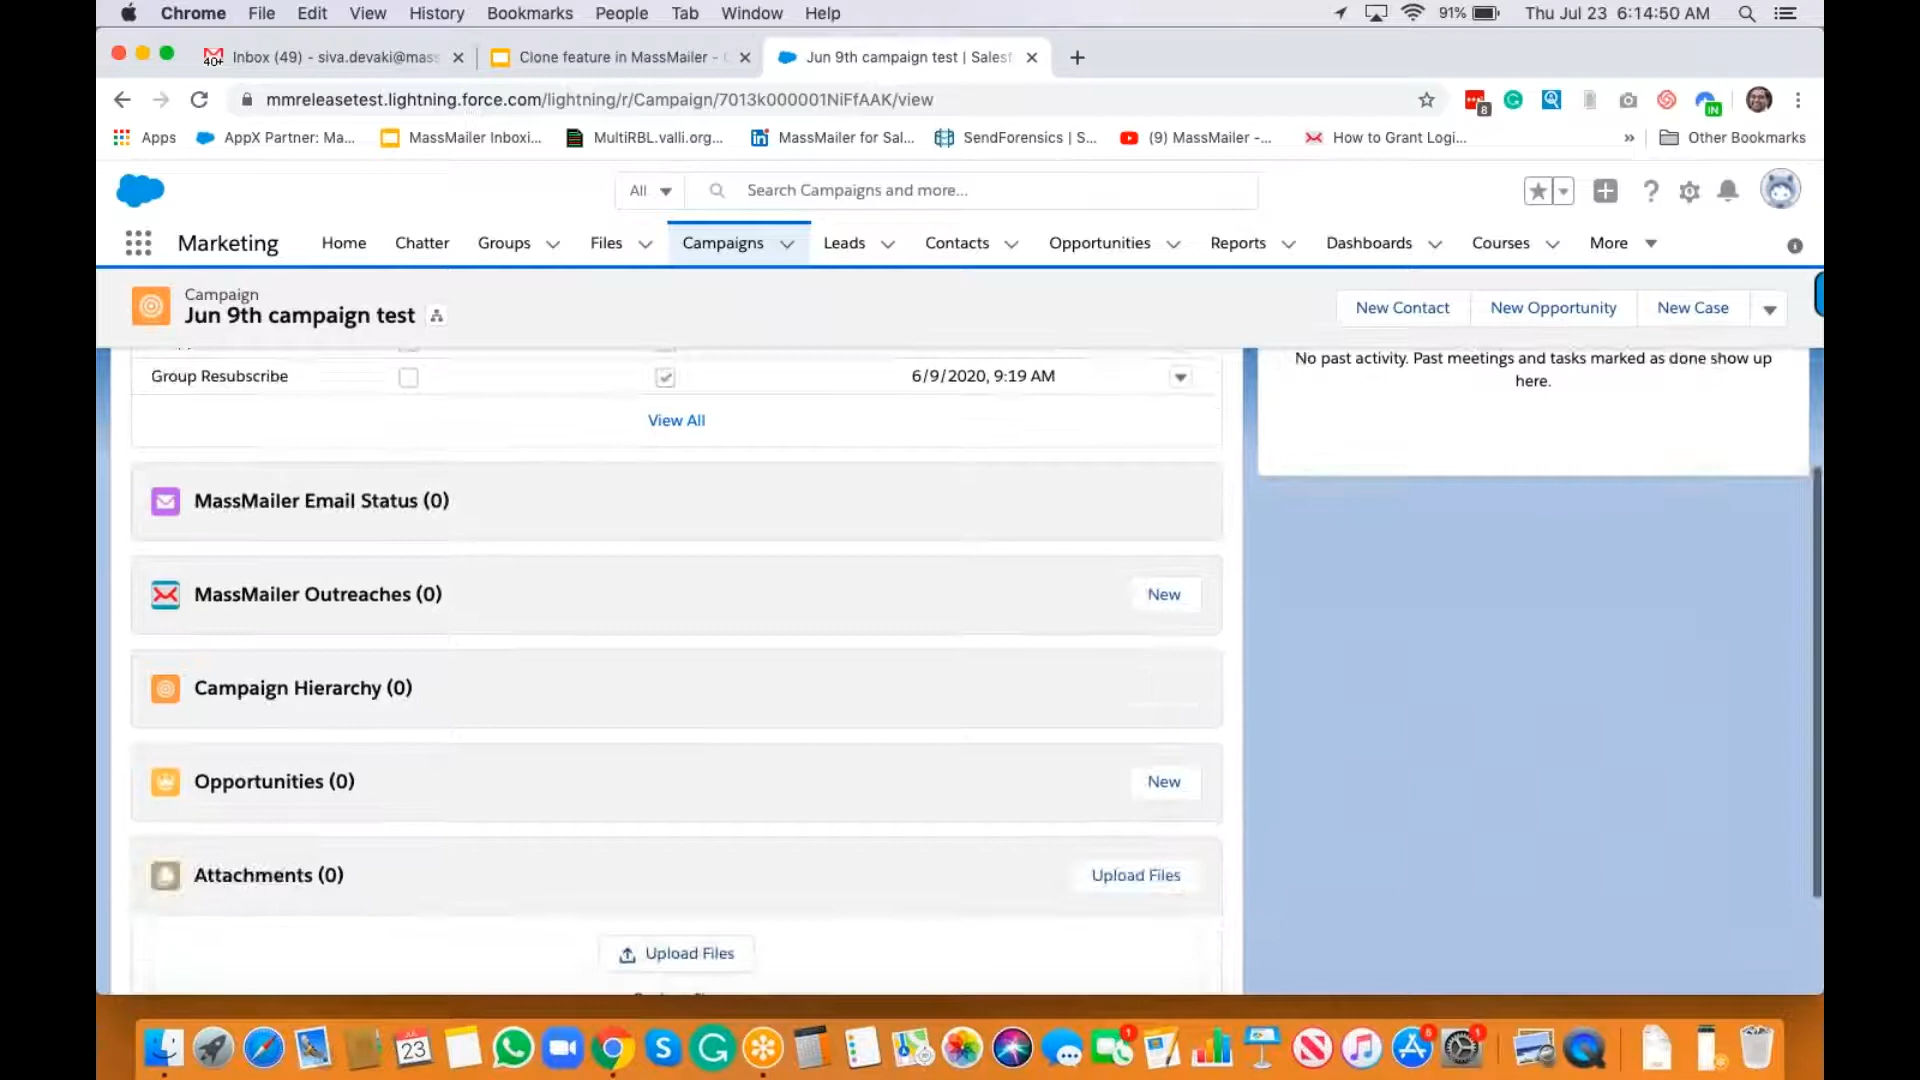 Chrome File Edit View History Bookmarks People Tab Window Help 91% Thu Jul 23 6:14:50 AM
40+ Inbox (49) - siva.devaki@mass Clone feature in MassMailer - Jun 9th campaign test | Salesf
mmreleasetest.lightning.force.com/lightning/r/Campaign/7013k000001NiFfAAK/view 8 IN
Apps AppX Partner: Ma... MassMailer Inboxi... MultiRBL.valli.org... MassMailer for Sal... SendForensics | S... (9) MassMailer -... How to Grant Logi... » Other Bookmarks
All Search Campaigns and more...
Marketing Home Chatter Groups Files Campaigns Leads Contacts Opportunities Reports Dashboards Courses More
Campaign
Jun 9th campaign test New Contact New Opportunity New Case
No past activity. Past meetings and tasks marked as done show up
here.
Group Resubscribe 6/9/2020, 9:19 AM
View All
MassMailer Email Status (0)
MassMailer Outreaches (0) New
Campaign Hierarchy (0)
Opportunities (0) New
Attachments (0) Upload Files
Upload Files
23 1 6 1